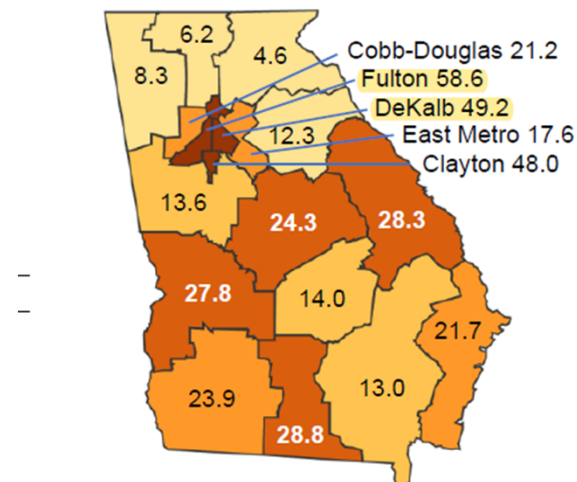 6.2
4.6
8.3
Cobb-Douglas 21.2
Fulton 58.6
DeKalb 49.2
12.3
East Metro 17.6
Clayton 48.0
13.6
24.3
28.3
27.8
14.0
21.7
23.9
13.0
28.8